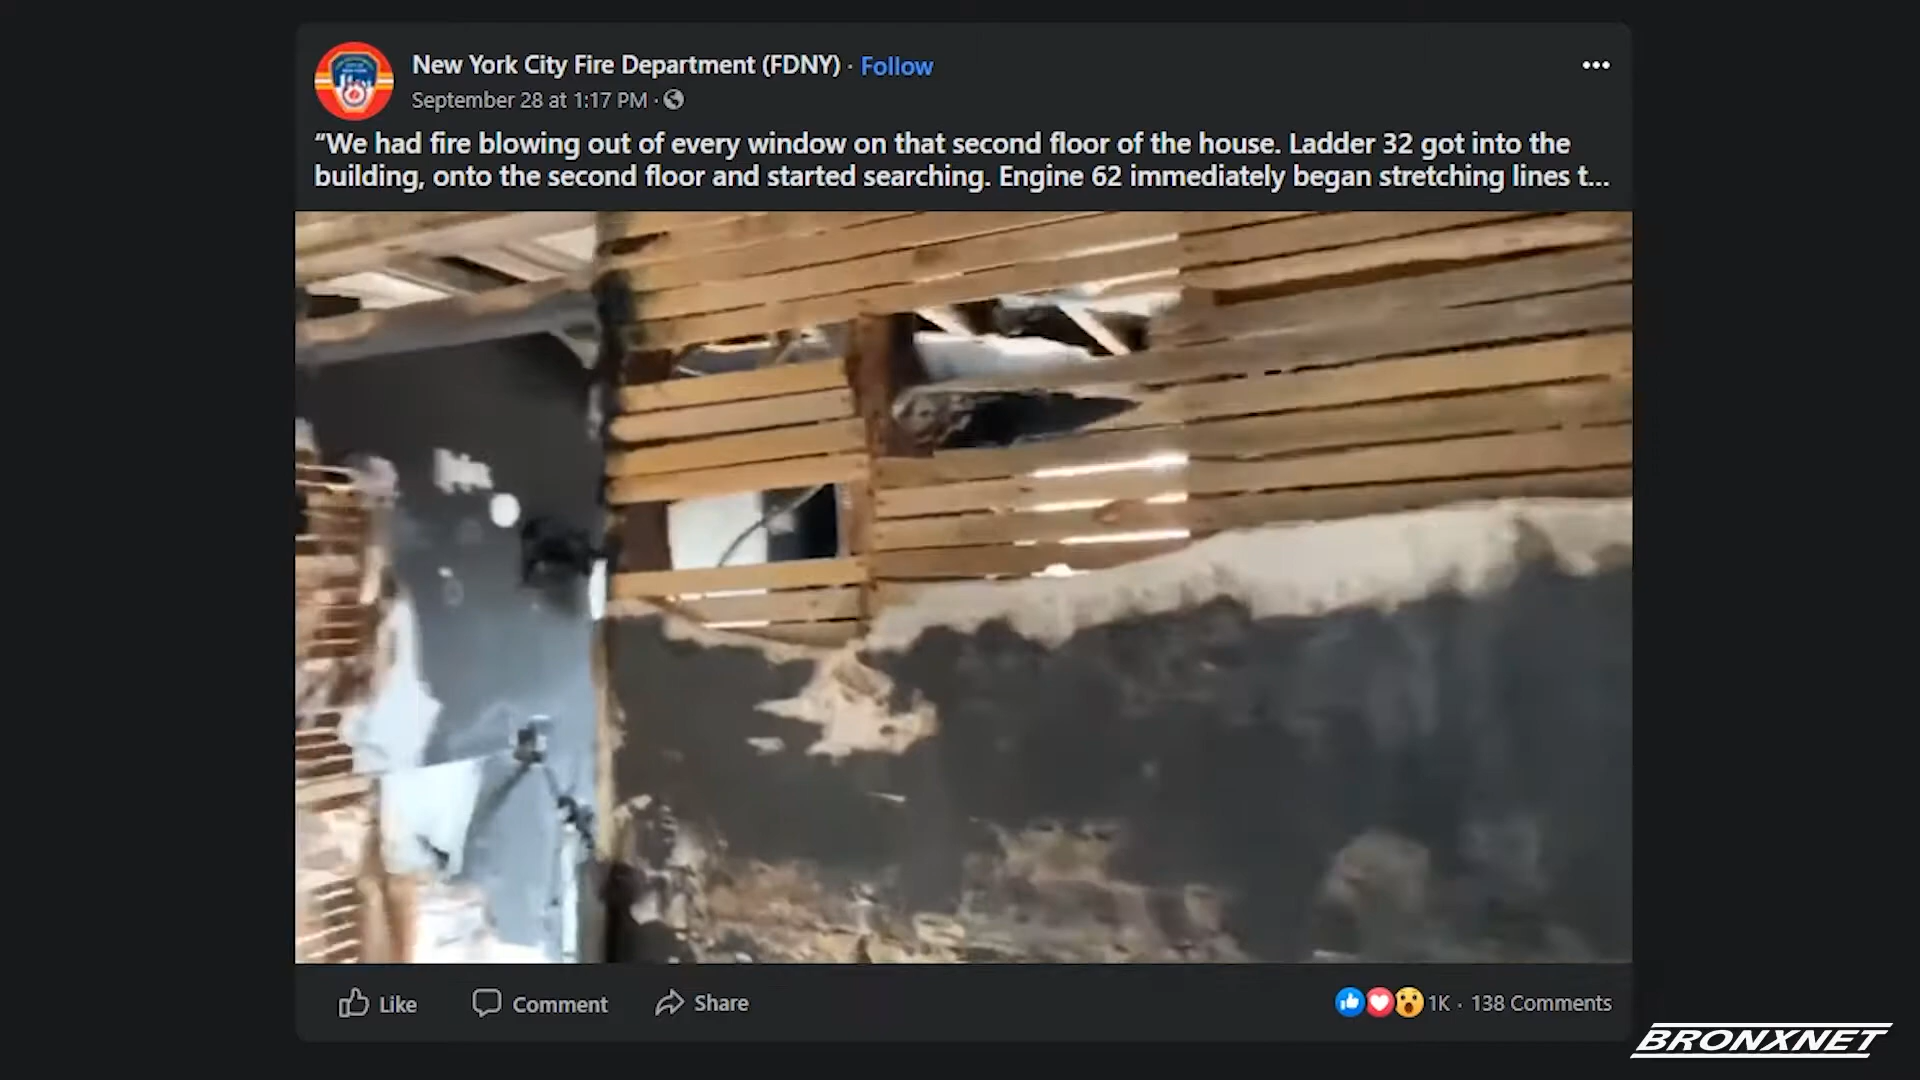 New York City Fire Department (FDNY) · Follow
September 28 at 1:17 PM ·
“We had fire blowing out of every window on that second floor of the house. Ladder 32 got into the
building, onto the second floor and started searching. Engine 62 immediately began stretching lines t...
Like Comment Share 1K · 138 Comments
BRONXNET